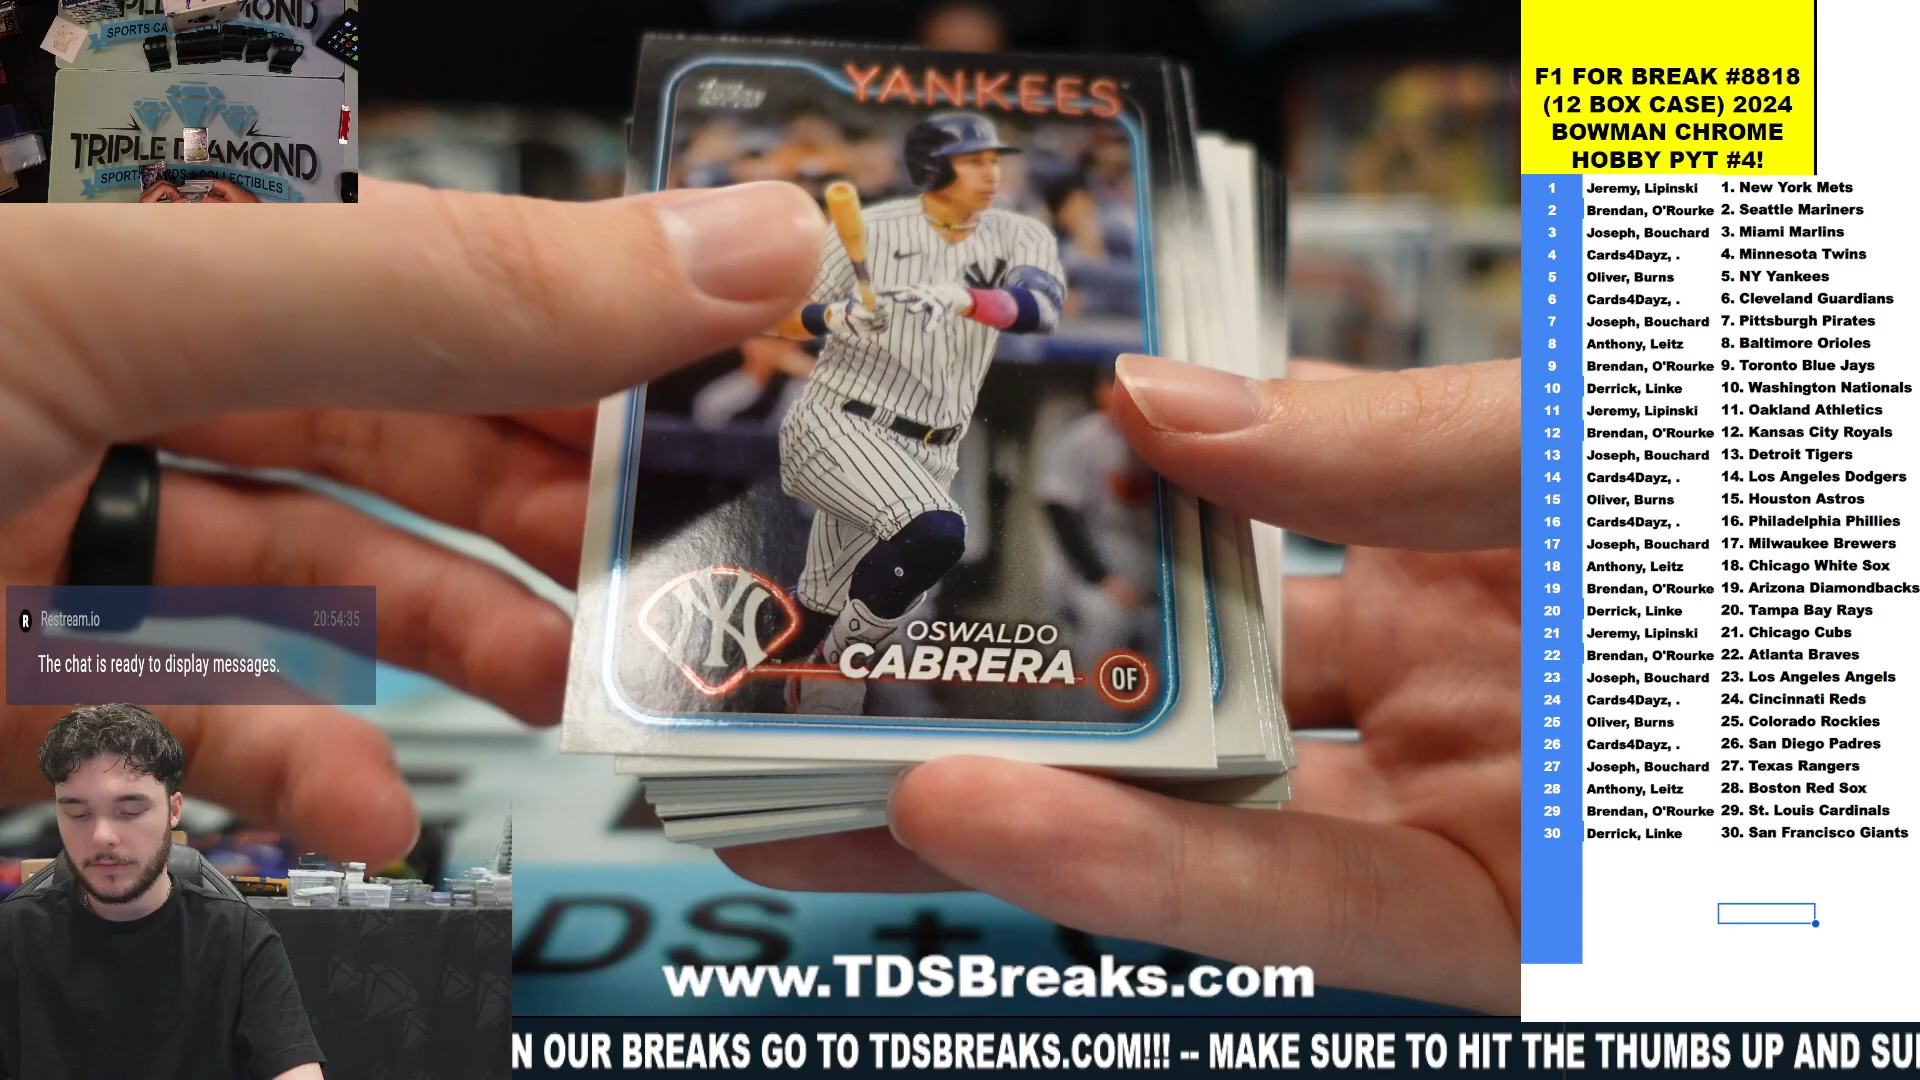 SPORTS CA
TRIPLE DIAMOND
SPORTS CARDS + COLLECTIBLES
Topps
YANKEES
NY
OSWALDO
CABRERA
OF
Restream.io
20:54:35
The chat is ready to display messages.
DS + C
www.TDSBreaks.com
N OUR BREAKS GO TO TDSBREAKS.COM!!! -- MAKE SURE TO HIT THE THUMBS UP AND SU
F1 FOR BREAK #8818
(12 BOX CASE) 2024
BOWMAN CHROME
HOBBY PYT #4!
1 Jeremy, Lipinski 1. New York Mets
2 Brendan, O'Rourke 2. Seattle Mariners
3 Joseph, Bouchard 3. Miami Marlins
4 Cards4Dayz, . 4. Minnesota Twins
5 Oliver, Burns 5. NY Yankees
6 Cards4Dayz, . 6. Cleveland Guardians
7 Joseph, Bouchard 7. Pittsburgh Pirates
8 Anthony, Leitz 8. Baltimore Orioles
9 Brendan, O'Rourke 9. Toronto Blue Jays
10 Derrick, Linke 10. Washington Nationals
11 Jeremy, Lipinski 11. Oakland Athletics
12 Brendan, O'Rourke 12. Kansas City Royals
13 Joseph, Bouchard 13. Detroit Tigers
14 Cards4Dayz, . 14. Los Angeles Dodgers
15 Oliver, Burns 15. Houston Astros
16 Cards4Dayz, . 16. Philadelphia Phillies
17 Joseph, Bouchard 17. Milwaukee Brewers
18 Anthony, Leitz 18. Chicago White Sox
19 Brendan, O'Rourke 19. Arizona Diamondbacks
20 Derrick, Linke 20. Tampa Bay Rays
21 Jeremy, Lipinski 21. Chicago Cubs
22 Brendan, O'Rourke 22. Atlanta Braves
23 Joseph, Bouchard 23. Los Angeles Angels
24 Cards4Dayz, . 24. Cincinnati Reds
25 Oliver, Burns 25. Colorado Rockies
26 Cards4Dayz, . 26. San Diego Padres
27 Joseph, Bouchard 27. Texas Rangers
28 Anthony, Leitz 28. Boston Red Sox
29 Brendan, O'Rourke 29. St. Louis Cardinals
30 Derrick, Linke 30. San Francisco Giants